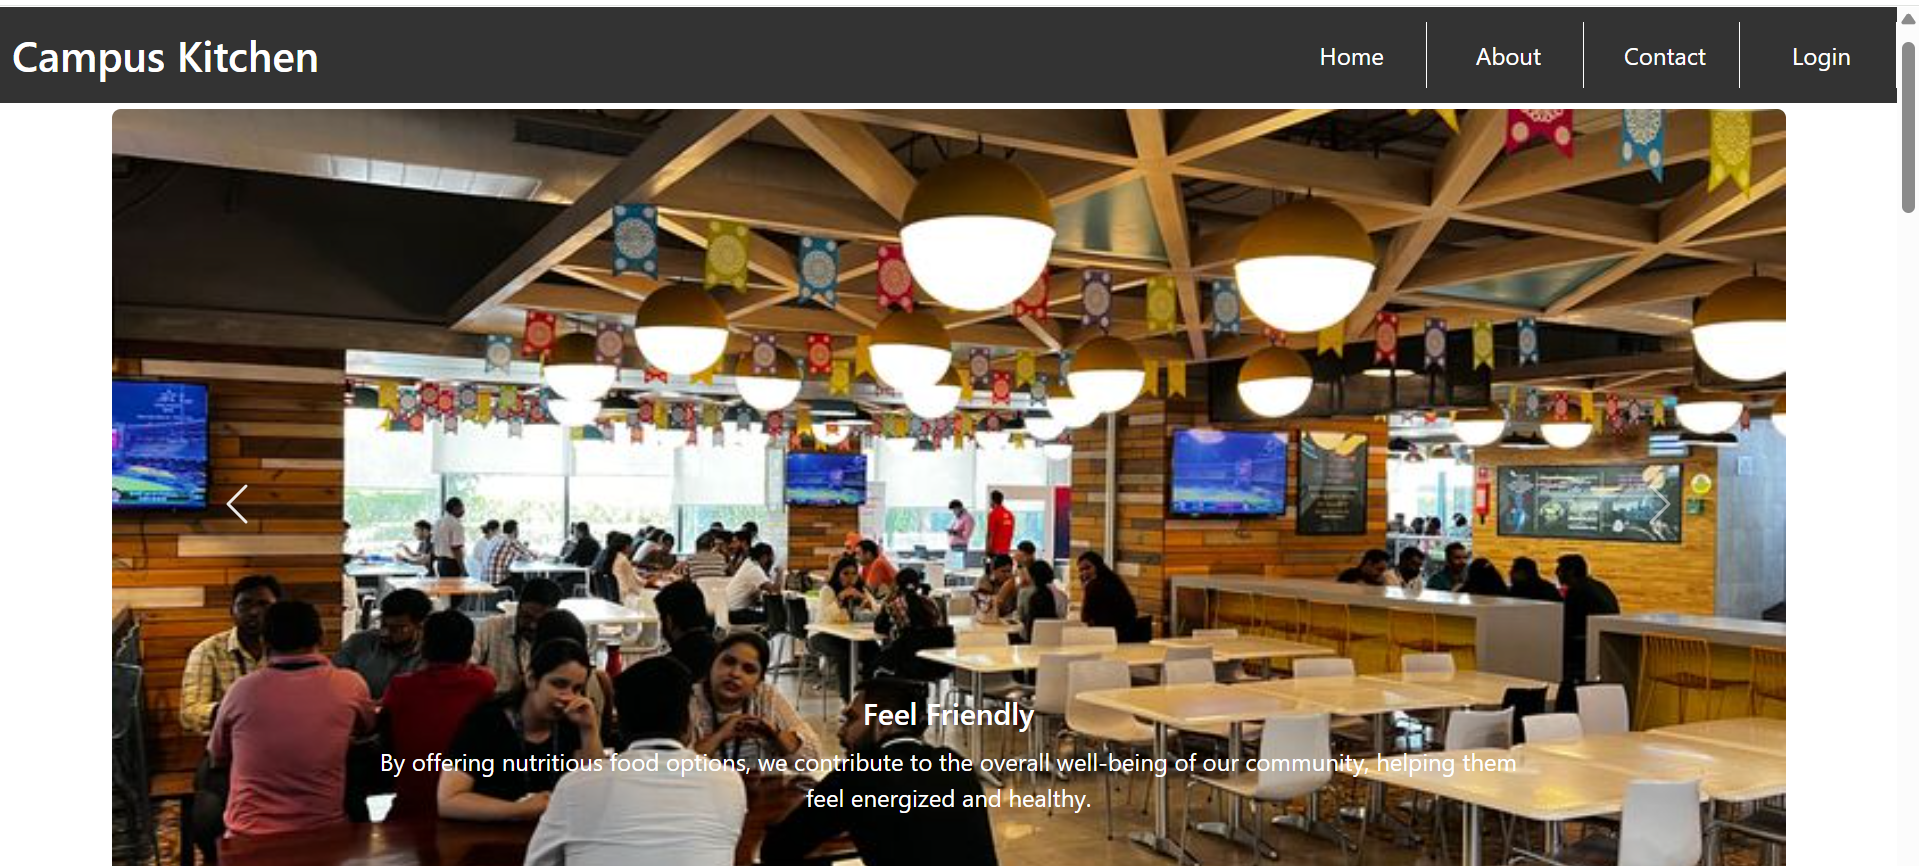 Campus Kitchen
Home
About
Contact
Login
Feel Friendly
By offering nutritious food options, we contribute to the overall well-being of our community, helping them
feel energized and healthy.